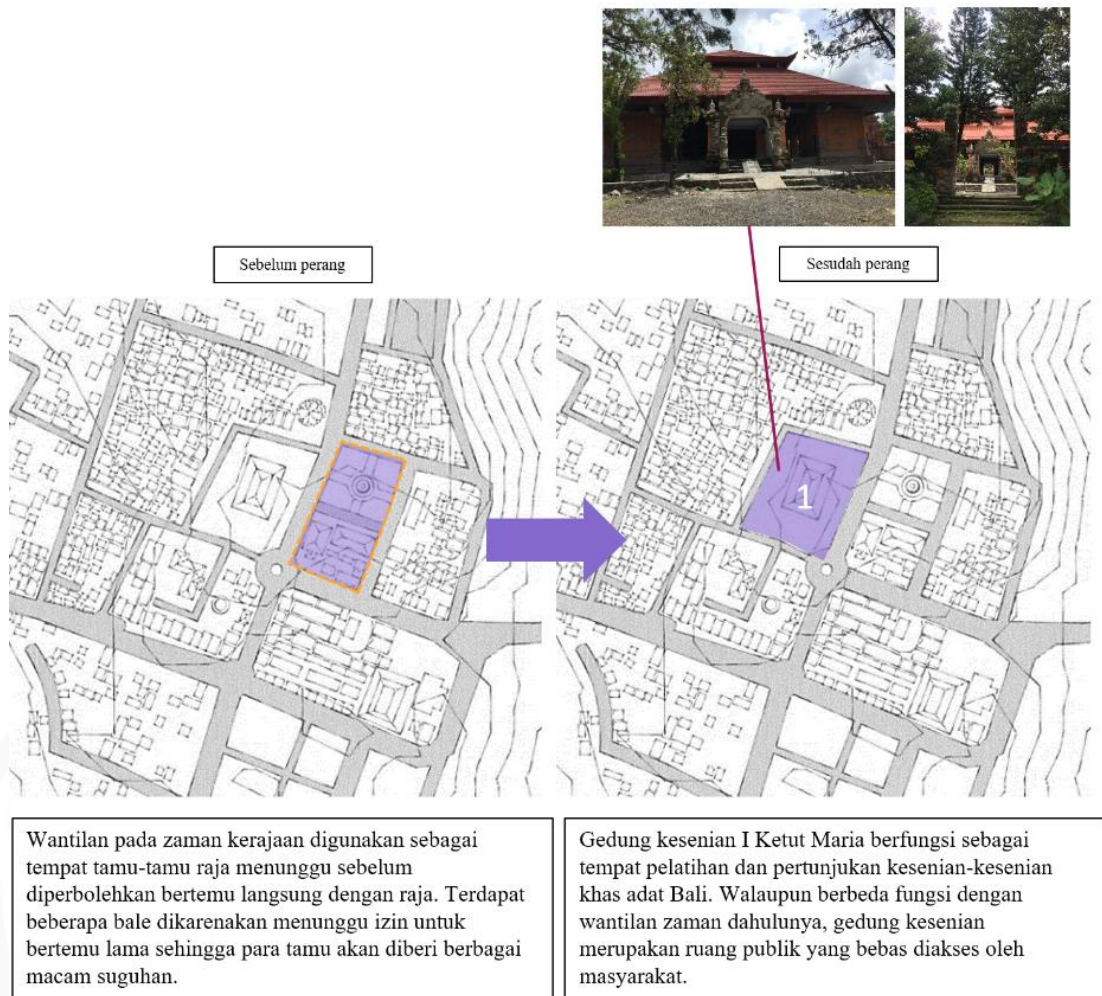 Sebelum perang
Sesudah perang
1
Wantilan pada zaman kerajaan digunakan sebagai
tempat tamu-tamu raja menunggu sebelum
diperbolehkan bertemu langsung dengan raja. Terdapat
beberapa bale dikarenakan menunggu izin untuk
bertemu lama sehingga para tamu akan diberi berbagai
macam suguhan.
Gedung kesenian I Ketut Maria berfungsi sebagai
tempat pelatihan dan pertunjukan kesenian-kesenian
khas adat Bali. Walaupun berbeda fungsi dengan
wantilan zaman dahulunya, gedung kesenian
merupakan ruang publik yang bebas diakses oleh
masyarakat.